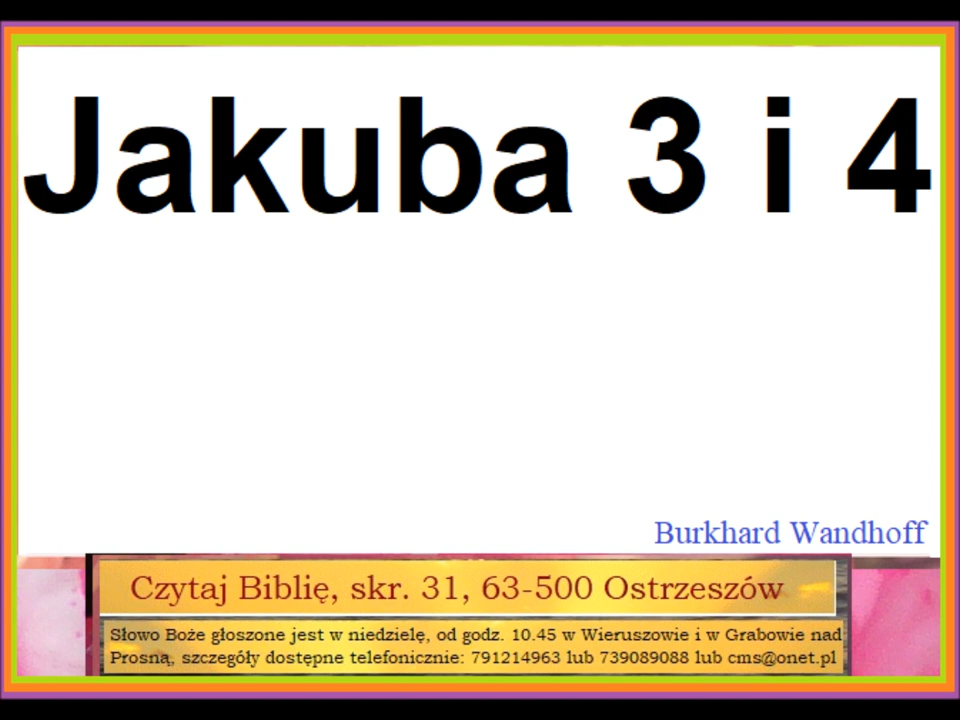 Jakuba 3 i 4
Burkhard Wandhoff
Czytaj Biblię, skr. 31, 63-500 Ostrzeszów
Słowo Boże głoszone jest w niedzielę, od godz. 10.45 w Wieruszowie i w Grabowie nad
Prosną, szczegóły dostępne telefonicznie: 791214963 lub 739089088 lub cms@onet.pl